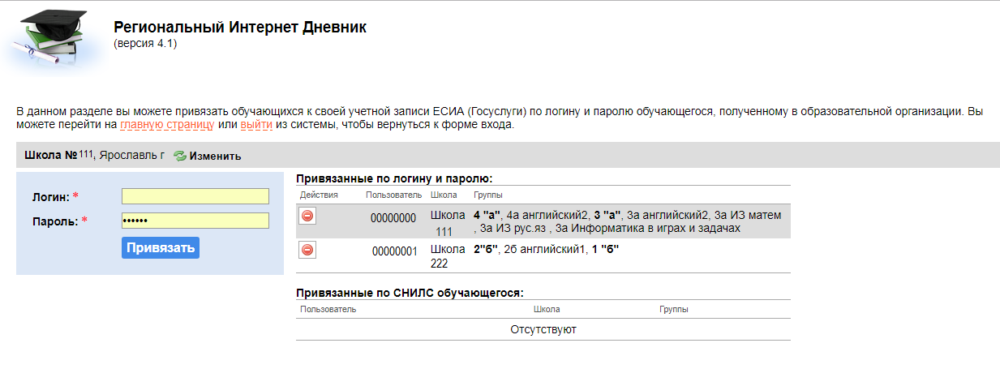 Региональный Интернет Дневник
(версия 4.1)
В данном разделе вы можете привязать обучающихся к своей учетной записи ЕСИА (Госуслуги) по логину и паролю обучающегося, полученному в образовательной организации. Вы
можете перейти на главную страницу или выйти из системы, чтобы вернуться к форме входа.
Школа №111, Ярославль г Изменить
Логин: *
Пароль: * ••••••
Привязать
Привязанные по логину и паролю:
Действия Пользователь Школа Группы
00000000 Школа 4 "а", 4а английский2, 3 "а", 3а английский2, 3а ИЗ матем
111 , 3а ИЗ рус.яз , 3а Информатика в играх и задачах
00000001 Школа 2"б", 2б английский1, 1 "б"
222
Привязанные по СНИЛС обучающегося:
Пользователь Школа Группы
Отсутствуют